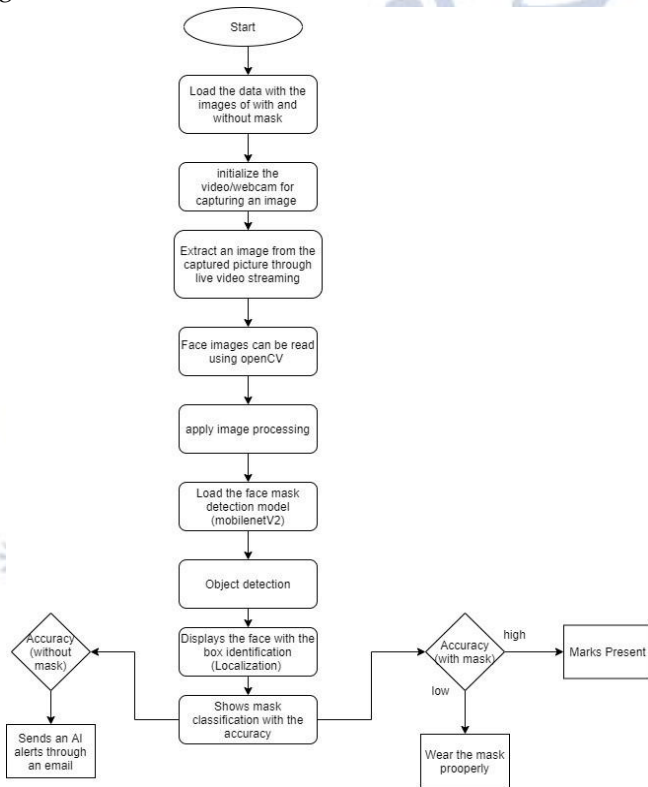 Start
Load the data with the
images of with and
without mask
initialize the
video/webcam for
capturing an image
Extract an image from the
captured picture through
live video streaming
Face images can be read
using openCV
apply image processing
Load the face mask
detection model
(mobilenetV2)
Object detection
Displays the face with the
box identification
(Localization)
Shows mask
classification with the
accuracy
Accuracy
(without
mask)
Sends an AI
alerts through
an email
Accuracy
(with mask)
high
Marks Present
low
Wear the mask
prooperly